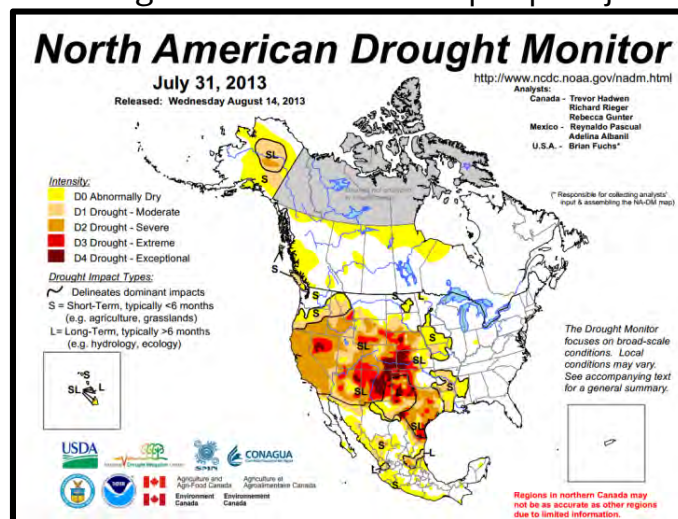 North American Drought Monitor
July 31, 2013
Released: Wednesday August 14, 2013
http://www.ncdc.noaa.gov/nadm.html
Analysts:
Canada - Trevor Hadwen
Richard Rieger
Rebecca Gunter
Mexico - Reynaldo Pascual
Adelina Albanil
U.S.A. - Brian Fuchs*
(* Responsible for collecting analysts'
input & assembling the NA-DM map)
Intensity:
D0 Abnormally Dry
D1 Drought - Moderate
D2 Drought - Severe
D3 Drought - Extreme
D4 Drought - Exceptional
Drought Impact Types:
Delineates dominant impacts
S = Short-Term, typically <6 months
(e.g. agriculture, grasslands)
L= Long-Term, typically >6 months
(e.g. hydrology, ecology)
SL
S
S
S
S
S
L
S
SL
SL
SL
S
SL
S
L
S
S
S
SL
L
The Drought Monitor
focuses on broad-scale
conditions. Local
conditions may vary.
See accompanying text
for a general summary.
Regions in northern Canada may
not be as accurate as other regions
due to limited information.
USDA
SMN
CONAGUA
NOAA
Agriculture and
Agri-Food Canada
Agriculture et
Agroalimentaire Canada
Environment
Canada
Environnement
Canada